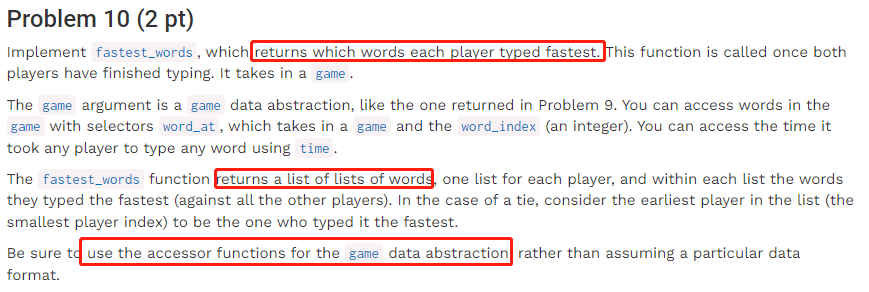 Problem 10 (2 pt)
Implement fastest_words, which returns which words each player typed fastest. This function is called once both
players have finished typing. It takes in a game.
The game argument is a game data abstraction, like the one returned in Problem 9. You can access words in the
game with selectors word_at, which takes in a game and the word_index (an integer). You can access the time it
took any player to type any word using time.
The fastest_words function returns a list of lists of words, one list for each player, and within each list the words
they typed the fastest (against all the other players). In the case of a tie, consider the earliest player in the list (the
smallest player index) to be the one who typed it the fastest.
Be sure to use the accessor functions for the game data abstraction, rather than assuming a particular data
format.